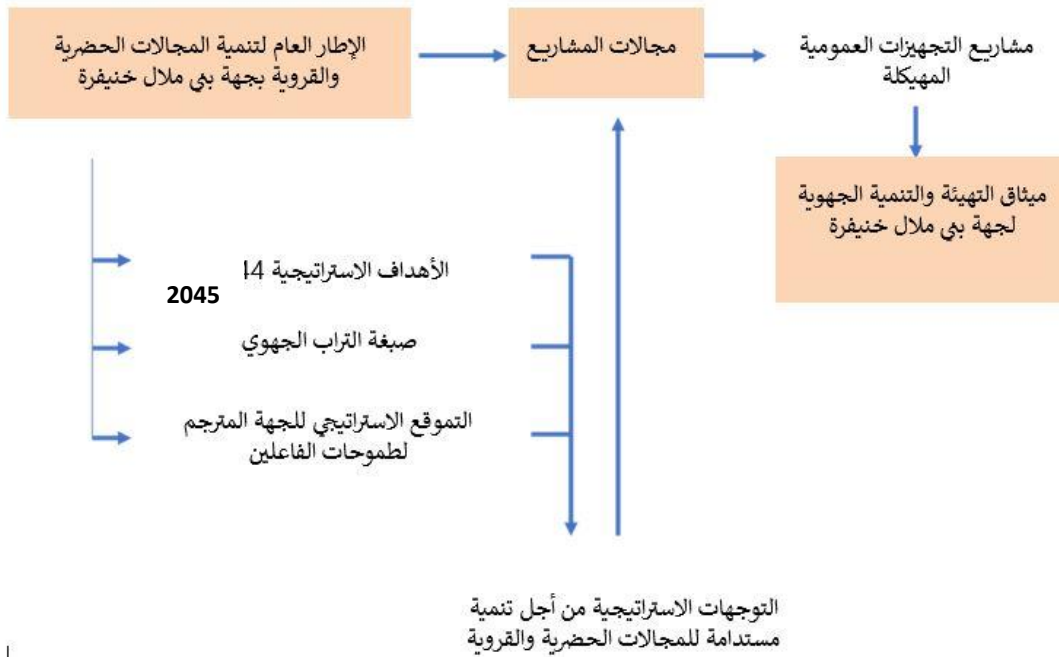 الإطار العام لتنمية المجالات الحضرية
والقروية بجهة بني ملال خنيفرة
مجالات المشاريع
مشاريع التجهيزات العمومية
المهيكلة
ميثاق التهيئة والتنمية الجهوية
لجهة بني ملال خنيفرة
الأهداف الاستراتيجية 14
2045
صبغة التراب الجهوي
التموقع الاستراتيجي للجهة المترجم
لطموحات الفاعلين
التوجهات الاستراتيجية من أجل تنمية
مستدامة للمجالات الحضرية والقروية